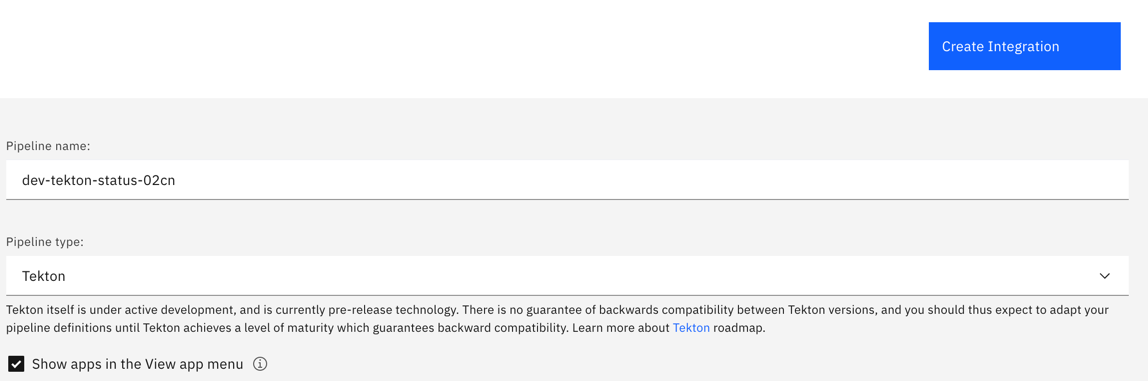 Create Integration
Pipeline name:
dev-tekton-status-02cn
Pipeline type:
Tekton
Tekton itself is under active development, and is currently pre-release technology. There is no guarantee of backwards compatibility between Tekton versions, and you should thus expect to adapt your
pipeline definitions until Tekton achieves a level of maturity which guarantees backward compatibility. Learn more about Tekton roadmap.
Show apps in the View app menu